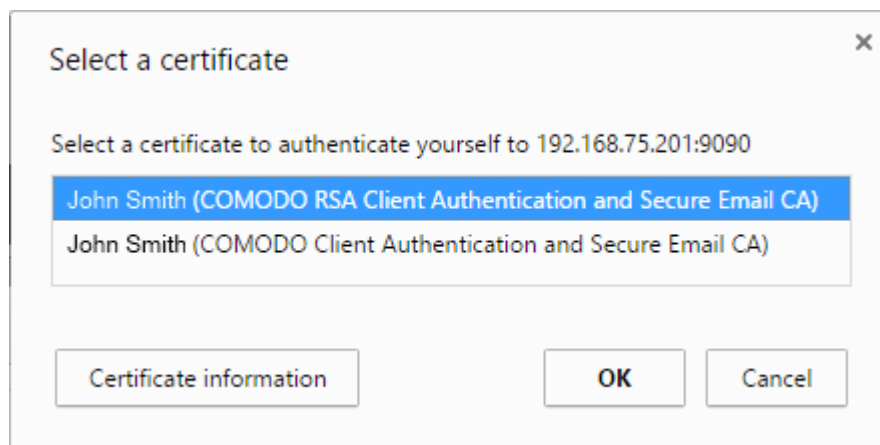 Select a certificate
Select a certificate to authenticate yourself to 192.168.75.201:9090
John Smith (COMODO RSA Client Authentication and Secure Email CA)
John Smith (COMODO Client Authentication and Secure Email CA)
Certificate information
OK
Cancel